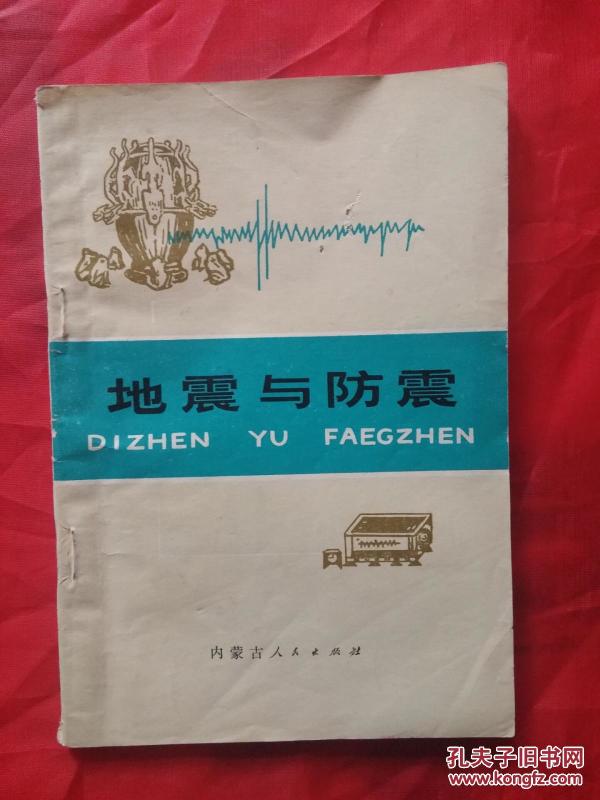 地震与防震
DIZHEN YU FAEGZHEN
内蒙古人民出版社
孔夫子旧书网
www.kongfz.com